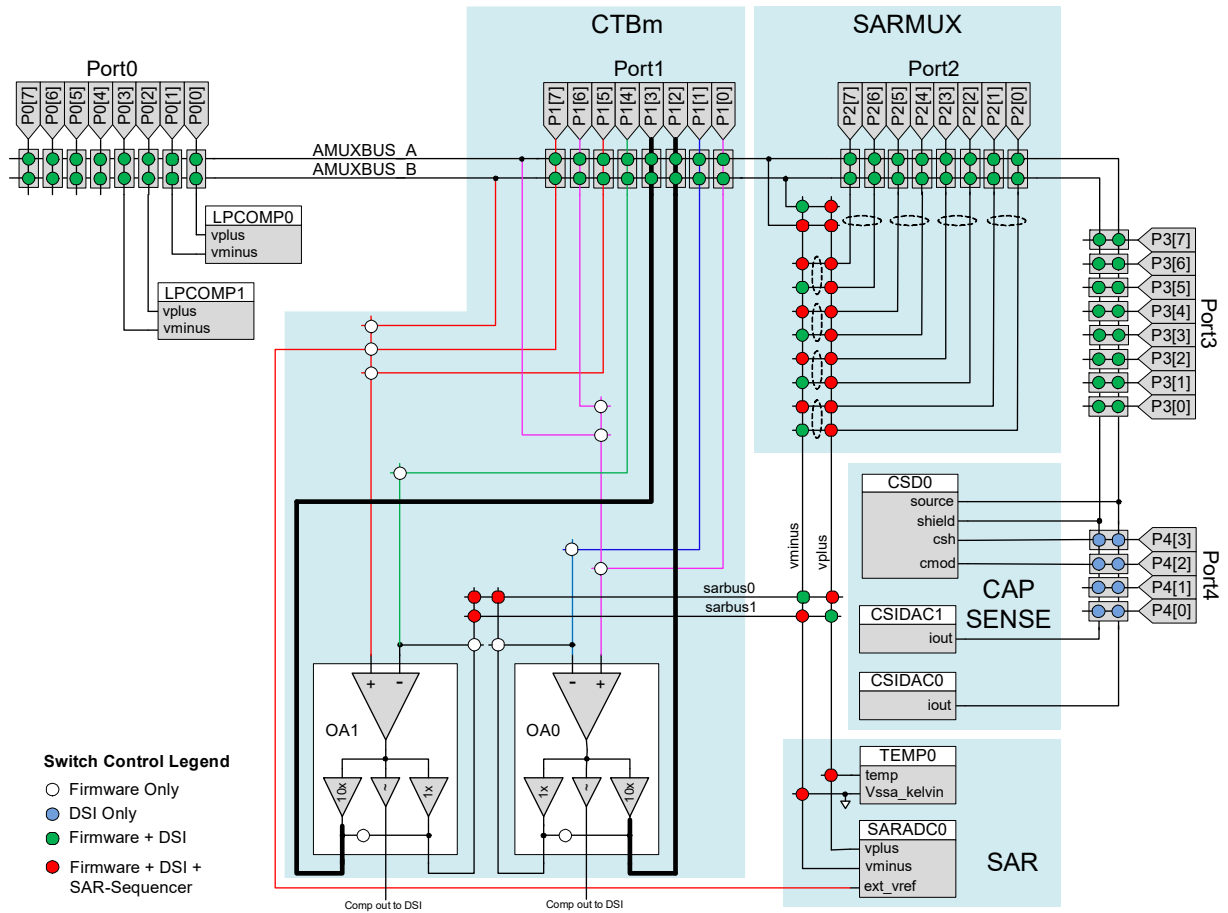 CTBm
SARMUX
Port0
Port1
Port2
P0[7]
P0[6]
P0[5]
P0[4]
P0[3]
P0[2]
P0[1]
P0[0]
P1[7]
P1[6]
P1[5]
P1[4]
P1[3]
P1[2]
P1[1]
P1[0]
P2[7]
P2[6]
P2[5]
P2[4]
P2[3]
P2[2]
P2[1]
P2[0]
AMUXBUS_A
AMUXBUS_B
LPCOMP0
vplus
vminus
LPCOMP1
vplus
vminus
P3[7]
P3[6]
P3[5]
P3[4]
P3[3]
P3[2]
P3[1]
P3[0]
Port3
CSD0
source
shield
csh
cmod
CAP
SENSE
P4[3]
P4[2]
P4[1]
P4[0]
Port4
vminus
vplus
sarbus0
sarbus1
CSIDAC1
iout
CSIDAC0
iout
+
-
OA1
10x
~
1x
-
+
OA0
1x
~
10x
TEMP0
temp
Vssa_kelvin
SARADC0
vplus
vminus
ext_vref
SAR
Switch Control Legend
Firmware Only
DSI Only
Firmware + DSI
Firmware + DSI +
SAR-Sequencer
Comp out to DSI
Comp out to DSI